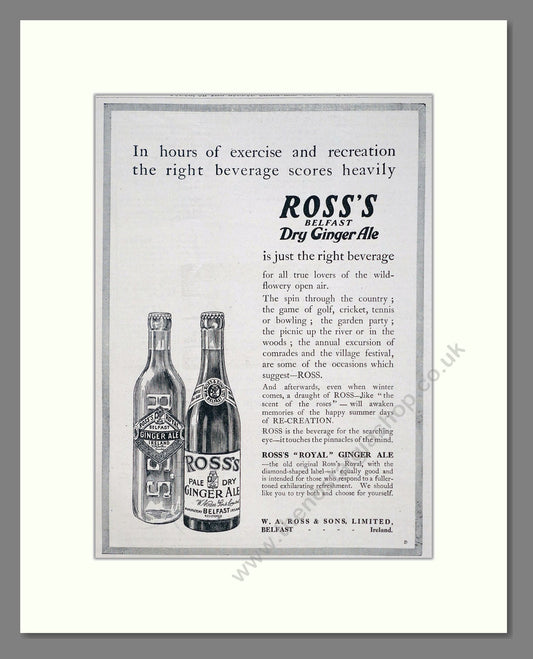 In hours of exercise and recreation
the right beverage scores heavily
ROSS'S
BELFAST
Dry Ginger Ale
is just the right beverage
for all true lovers of the wild-
flowery open air.
The spin through the country ;
the game of golf, cricket, tennis
or bowling ; the garden party ;
the picnic up the river or in the
woods ; the annual excursion of
comrades and the village festival,
are some of the occasions which
suggest—ROSS.
And afterwards, even when winter
comes, a draught of ROSS—like "the
scent of the roses" — will awaken
memories of the happy summer days
of RE-CREATION.
ROSS is the beverage for the searching
eye—it touches the pinnacles of the mind.
ROSS'S "ROYAL" GINGER ALE
—the old original Ross's Royal, with the
diamond-shaped label—is equally good and
is intended for those who respond to a fuller-
toned exhilarating refreshment. We should
like you to try both and choose for yourself.
W. A. ROSS & SONS, LIMITED,
BELFAST - - - - Ireland.
ROSS'S ROYAL
BELFAST
GINGER ALE
IRELAND
ROSS'S
PALE DRY
GINGER ALE
BELFAST